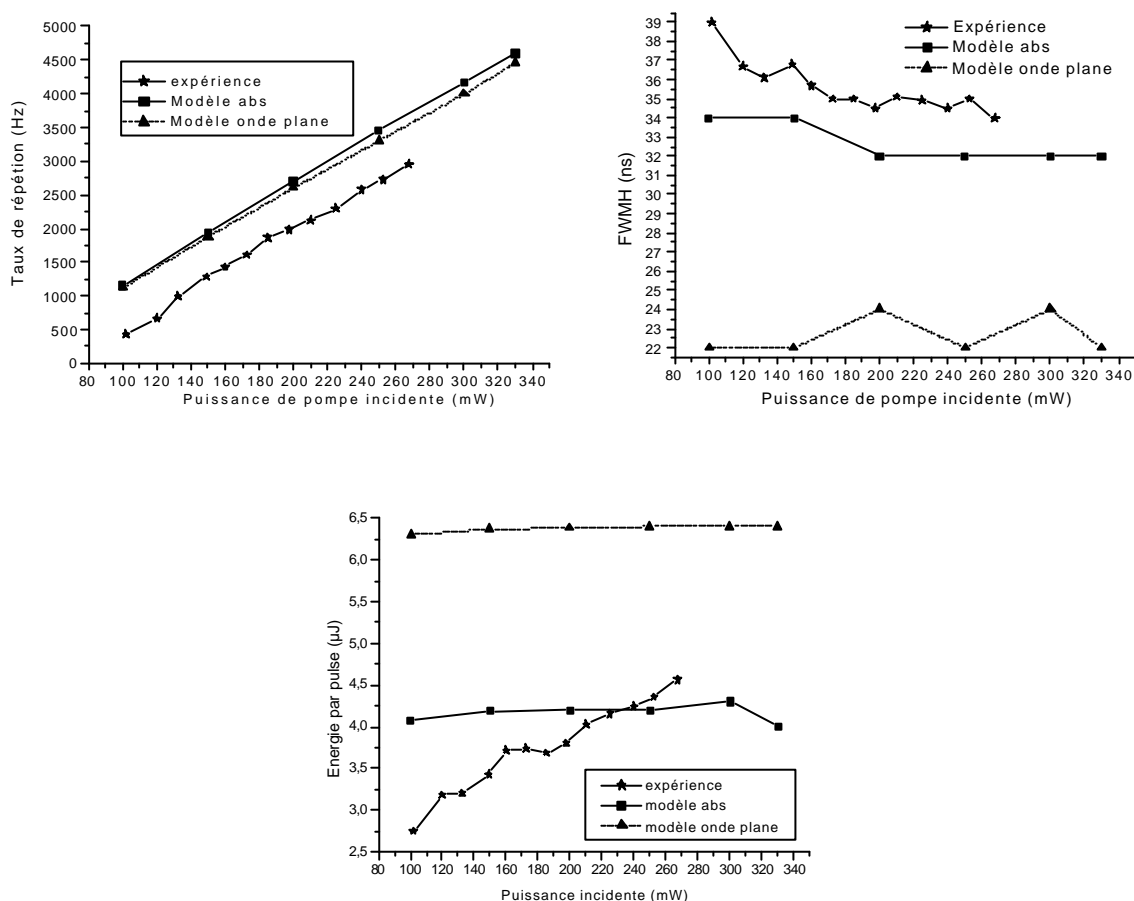 5000
4500
4000
3500
3000
2500
2000
1500
1000
500
0
Taux de répétion (Hz)
expérience
Modèle abs
Modèle onde plane
80 100 120 140 160 180 200 220 240 260 280 300 320 340
Puissance de pompe incidente (mW)
39
38
37
36
35
34
33
32
31
30
29
28
27
26
25
24
23
22
FWMH (ns)
Expérience
Modèle abs
Modèle onde plane
80 100 120 140 160 180 200 220 240 260 280 300 320 340
Puissance de pompe incidente (mW)
6,5
6,0
5,5
5,0
4,5
4,0
3,5
3,0
2,5
Energie par pulse (µJ)
expérience
modèle abs
modèle onde plane
80 100 120 140 160 180 200 220 240 260 280 300 320 340
Puissance incidente (mW)